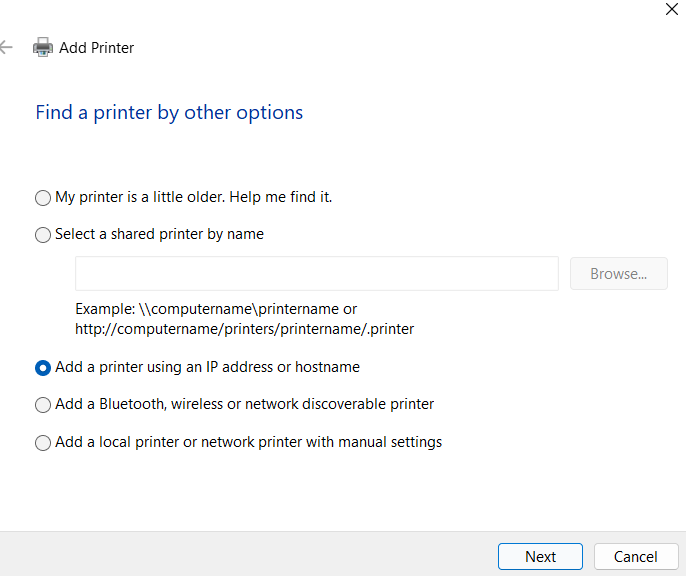 Add Printer
Find a printer by other options
My printer is a little older. Help me find it.
Select a shared printer by name
Browse...
Example: \\computername\printername or
http://computername/printers/printername/.printer
Add a printer using an IP address or hostname
Add a Bluetooth, wireless or network discoverable printer
Add a local printer or network printer with manual settings
Next
Cancel